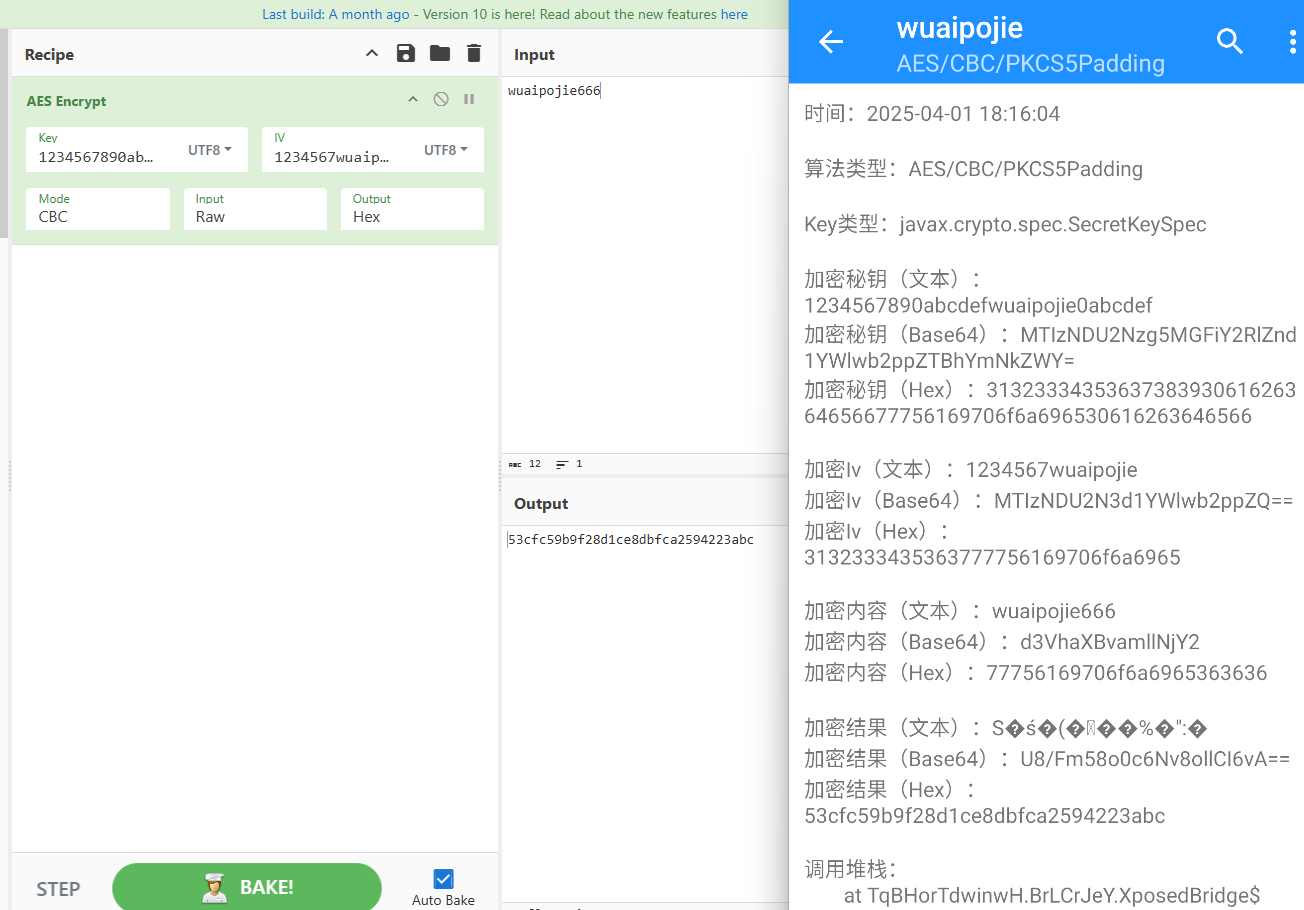 Last build: A month ago - Version 10 is here! Read about the new features here
Recipe
AES Encrypt
Key
1234567890ab…
UTF8
IV
1234567wuaip…
UTF8
Mode
CBC
Input
Raw
Output
Hex
STEP
BAKE!
Auto Bake
Input
wuaipojie666
ABC 12
1
Output
53cfc59b9f28d1ce8dbfca2594223abc
wuaipojie
AES/CBC/PKCS5Padding
时间：2025-04-01 18:16:04
算法类型：AES/CBC/PKCS5Padding
Key类型：javax.crypto.spec.SecretKeySpec
加密秘钥（文本）：
1234567890abcdefwuaipojie0abcdef
加密秘钥（Base64）：MTIzNDU2Nzg5MGFiY2RlZnd
1YWlwb2ppZTBhYmNkZWY=
加密秘钥（Hex）：31323334353637383930616263
64656677756169706f6a696530616263646566
加密Iv（文本）：1234567wuaipojie
加密Iv（Base64）：MTIzNDU2N3d1YWlwb2ppZQ==
加密Iv（Hex）：
3132333435363777756169706f6a6965
加密内容（文本）：wuaipojie666
加密内容（Base64）：d3VhaXBvamllNjY2
加密内容（Hex）：77756169706f6a6965363636
加密结果（文本）：S�ś�(�����%�":�
加密结果（Base64）：U8/Fm58o0c6Nv8ollCI6vA==
加密结果（Hex）：
53cfc59b9f28d1ce8dbfca2594223abc
调用堆栈：
at TqBHorTdwinwH.BrLCrJeY.XposedBridge$